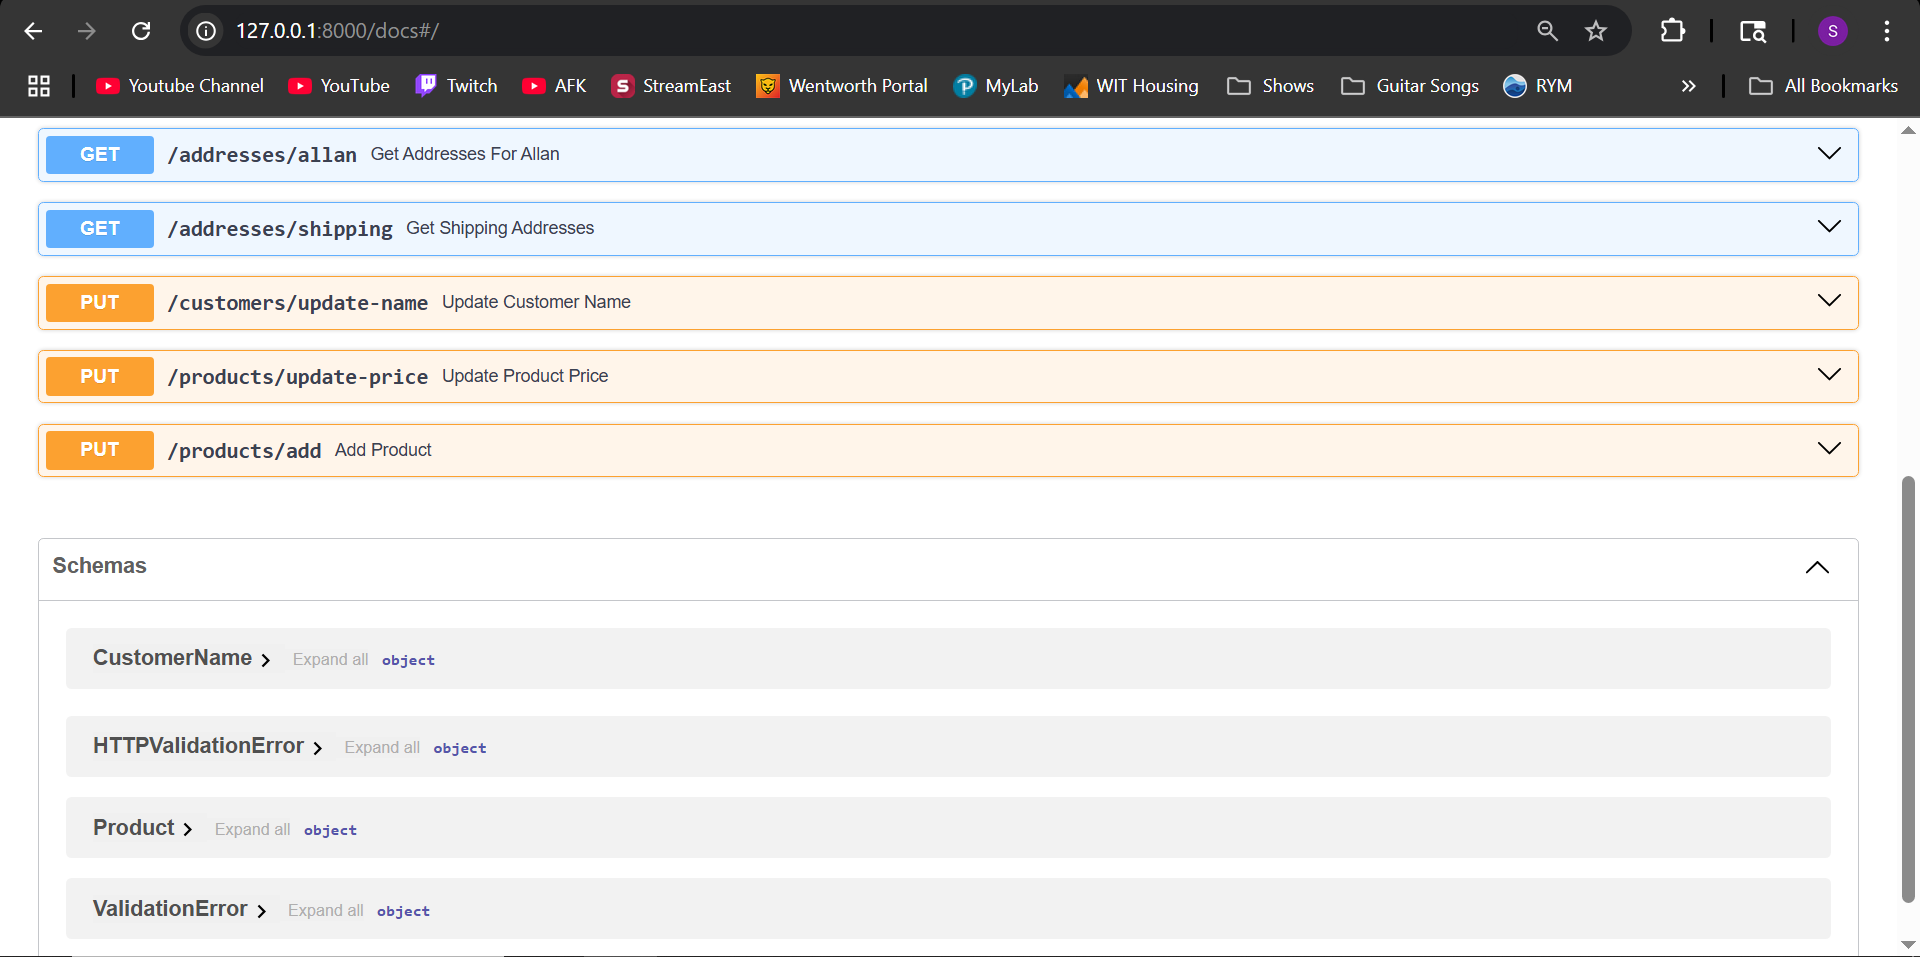 127.0.0.1:8000/docs#/
S
Youtube Channel YouTube Twitch AFK StreamEast Wentworth Portal MyLab WIT Housing Shows Guitar Songs RYM All Bookmarks
GET /addresses/allan Get Addresses For Allan
GET /addresses/shipping Get Shipping Addresses
PUT /customers/update-name Update Customer Name
PUT /products/update-price Update Product Price
PUT /products/add Add Product
Schemas
CustomerName Expand all object
HTTPValidationError Expand all object
Product Expand all object
ValidationError Expand all object